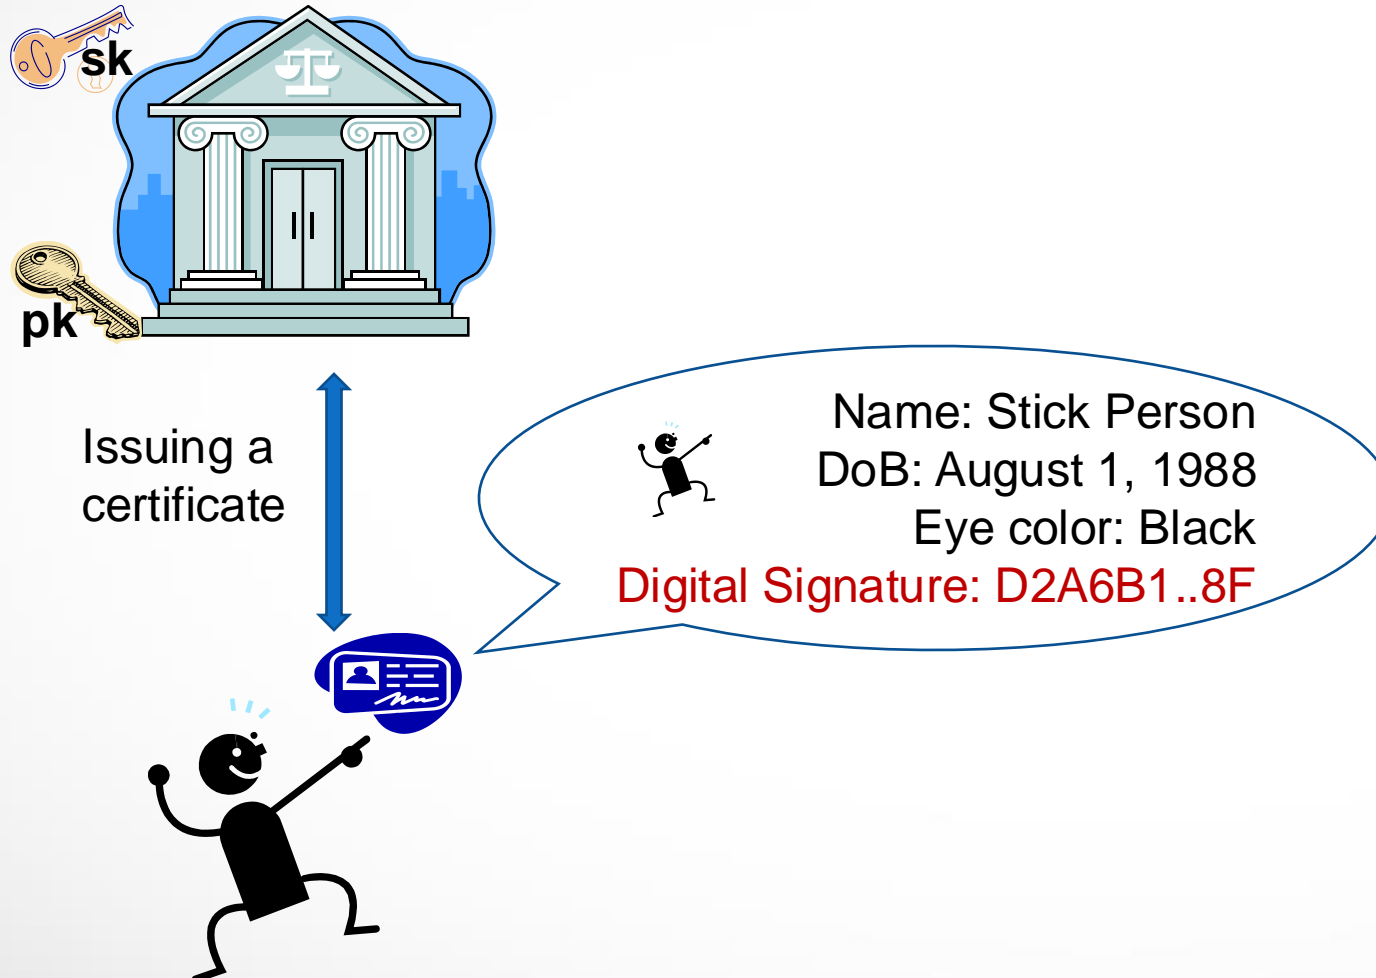 sk
pk
Issuing a
certificate
Name: Stick Person
DoB: August 1, 1988
Eye color: Black
Digital Signature: D2A6B1..8F